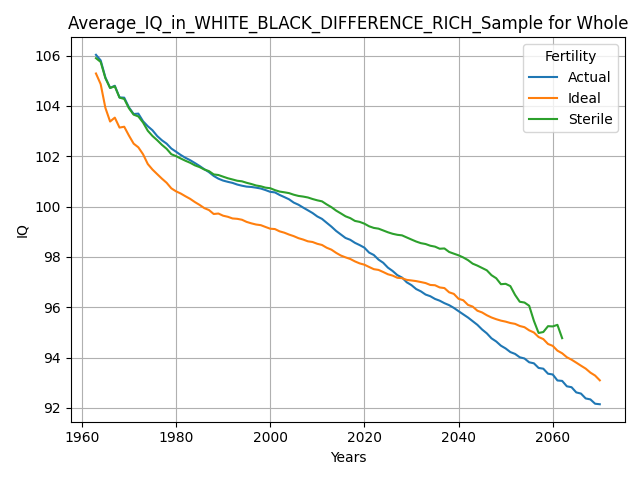 Average_IQ_in_WHITE_BLACK_DIFFERENCE_RICH_Sample for Whole
Fertility
Actual
Ideal
Sterile
IQ
106
104
102
100
98
96
94
92
1960
1980
2000
2020
2040
2060
Years